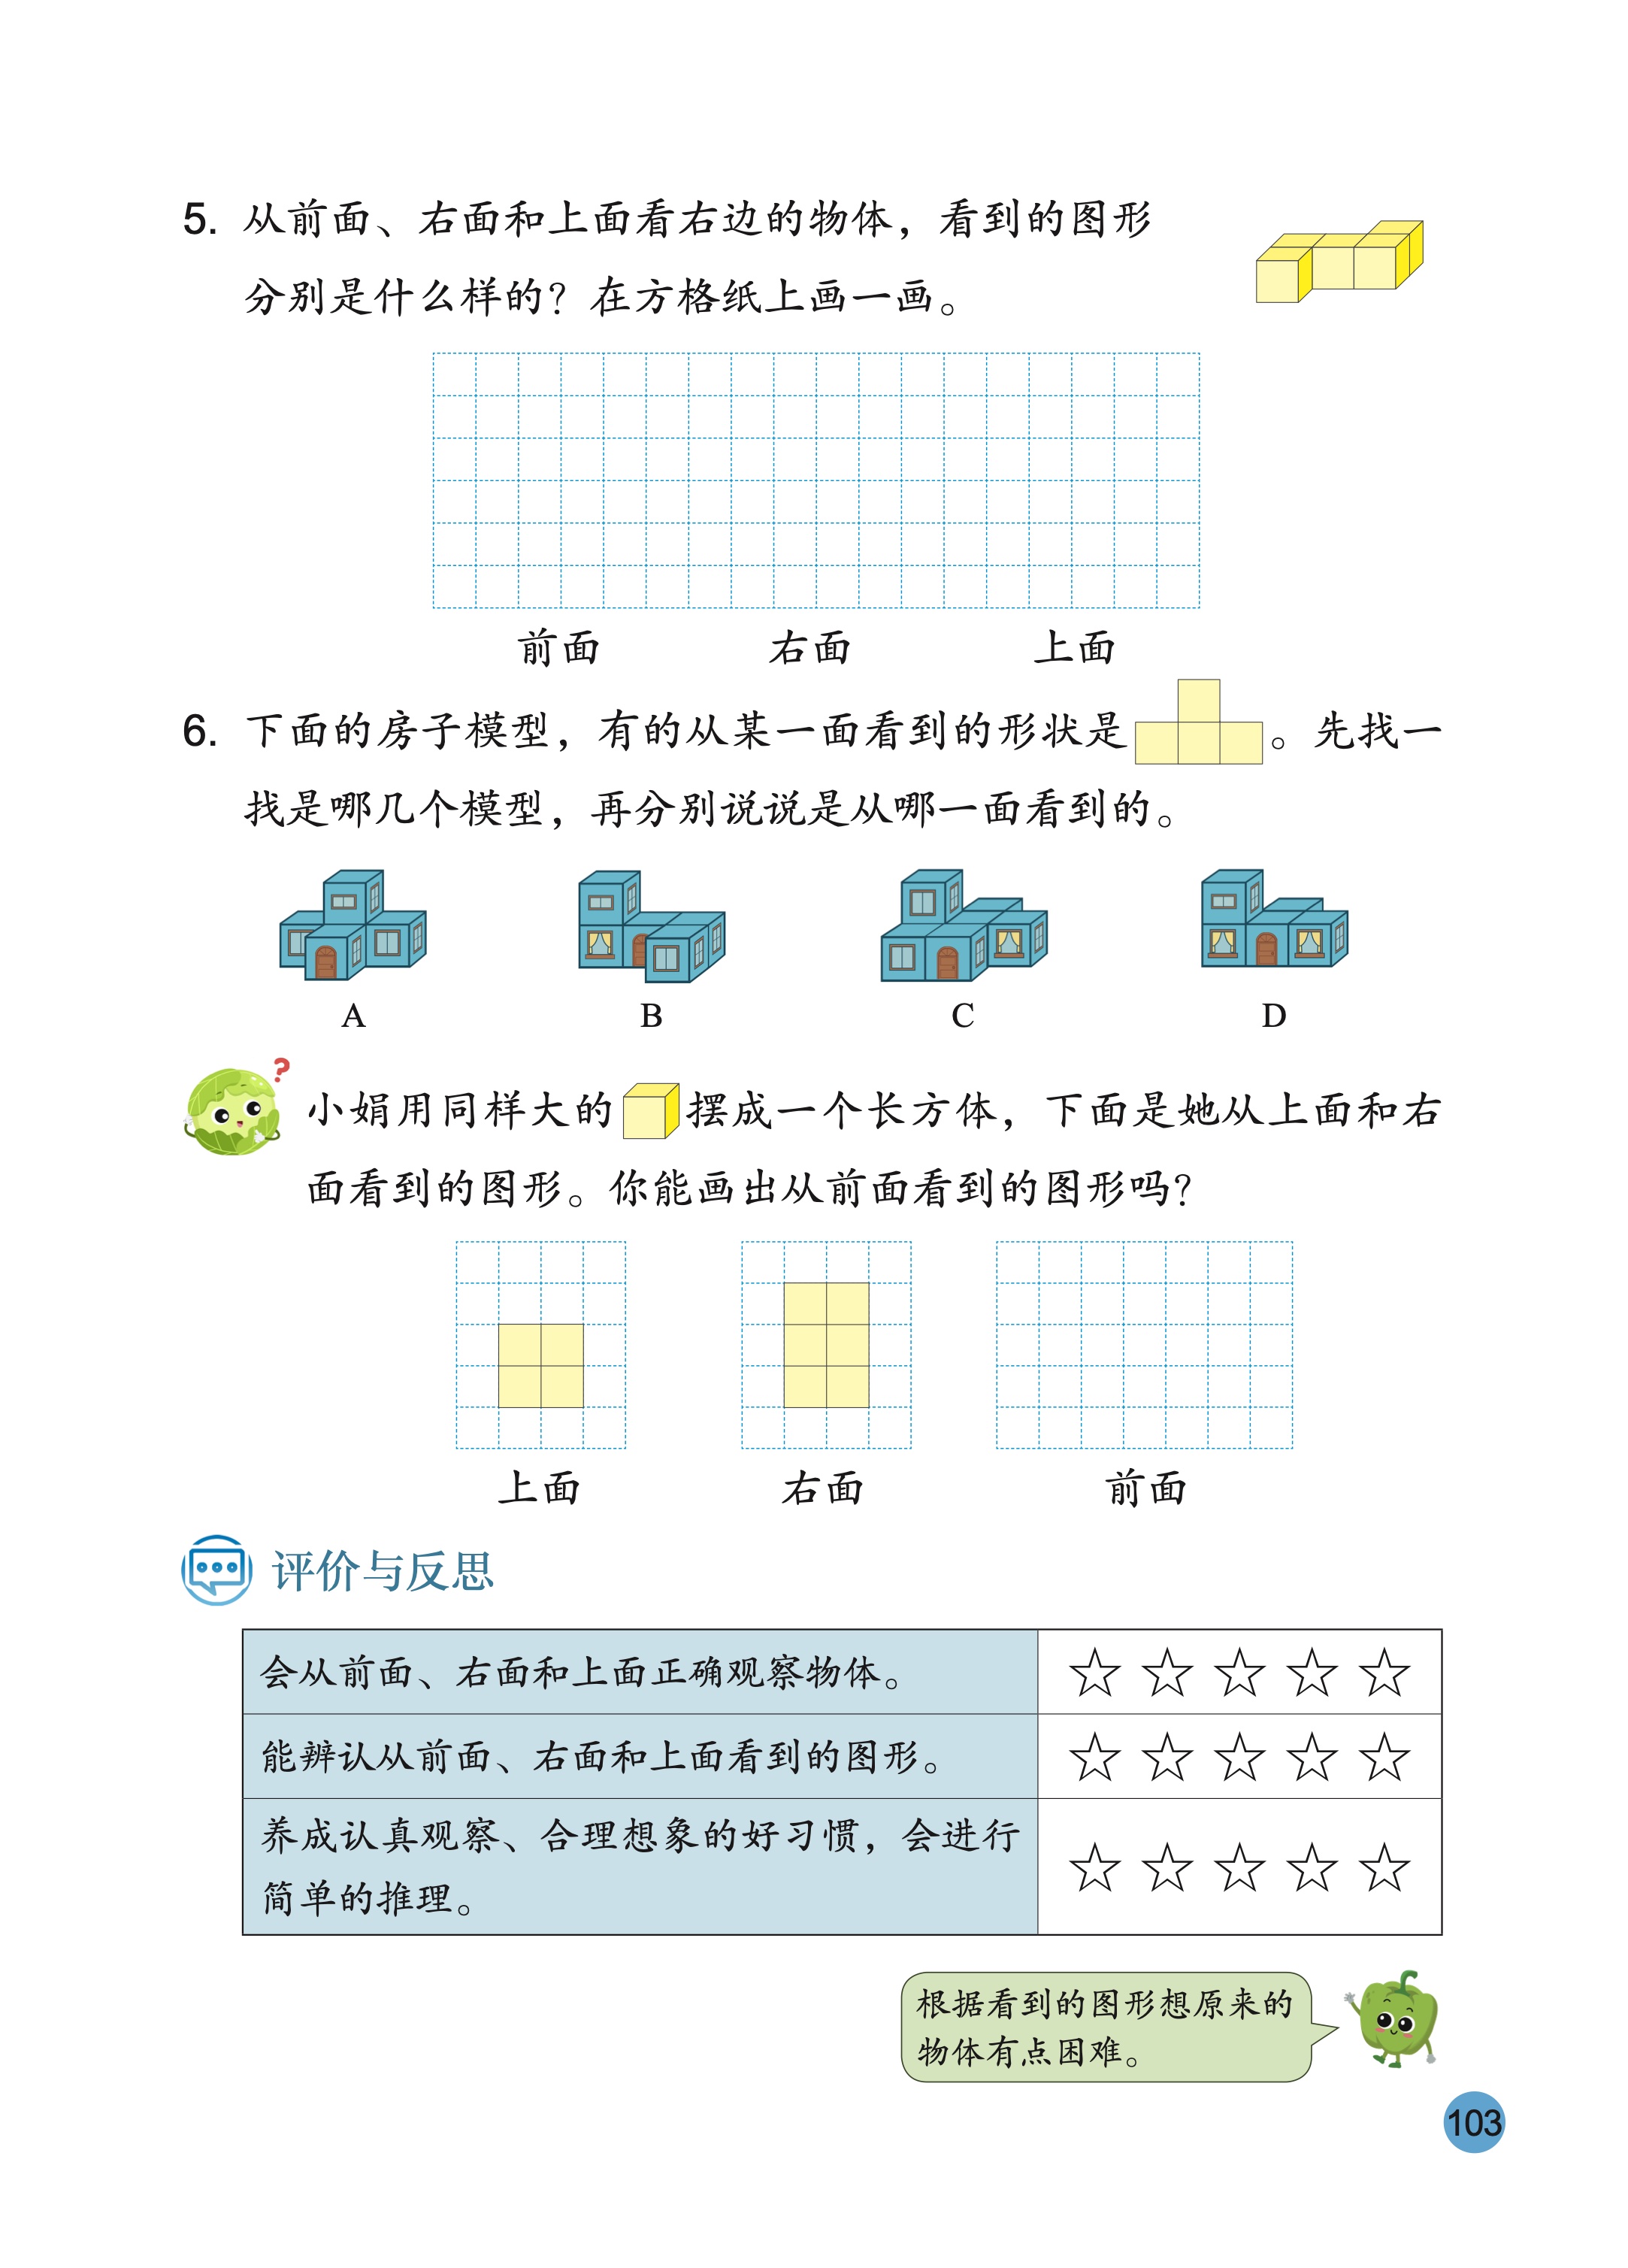 5. 从前面、右面和上面看右边的物体，看到的图形
分别是什么样的？在方格纸上画一画。
前面 右面 上面
6. 下面的房子模型，有的从某一面看到的形状是。先找一
找是哪几个模型，再分别说说是从哪一面看到的。
A B C D
?
小娟用同样大的摆成一个长方体，下面是她从上面和右
面看到的图形。你能画出从前面看到的图形吗？
上面 右面 前面
评价与反思
会从前面、右面和上面正确观察物体。 ☆ ☆ ☆ ☆ ☆
能辨认从前面、右面和上面看到的图形。 ☆ ☆ ☆ ☆ ☆
养成认真观察、合理想象的好习惯，会进行
简单的推理。 ☆ ☆ ☆ ☆ ☆
根据看到的图形想原来的
物体有点困难。
103